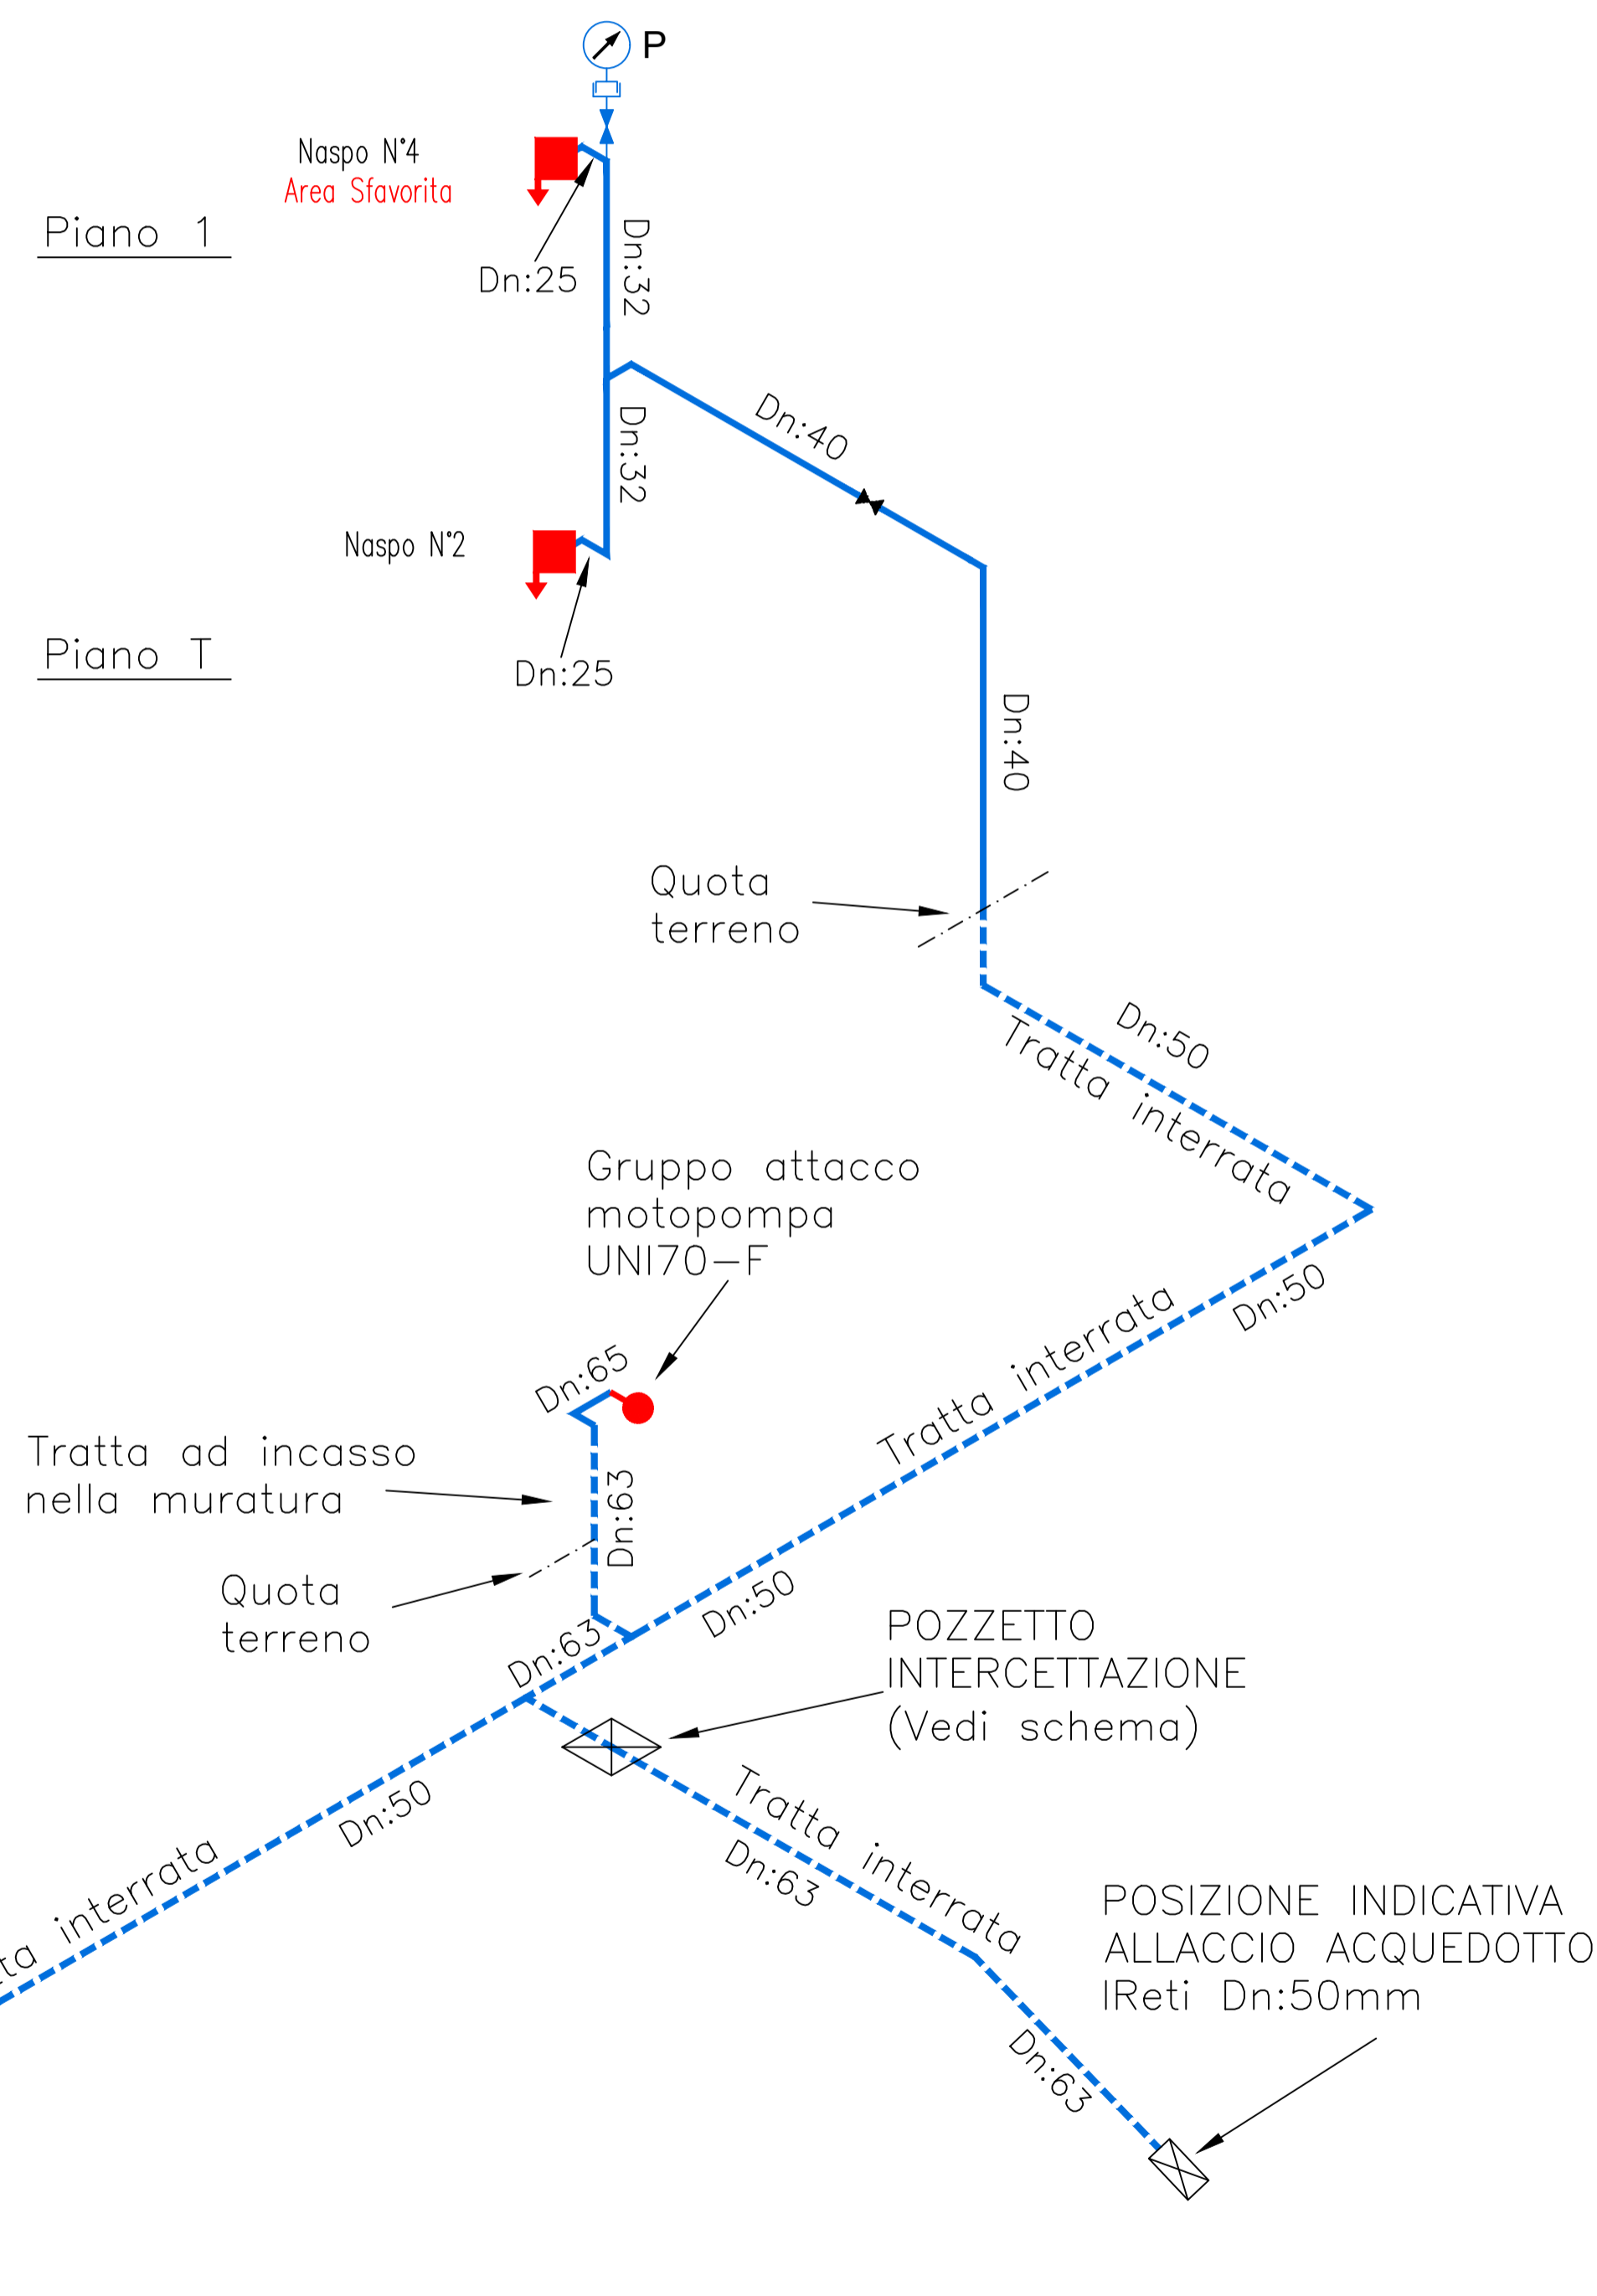 P
Naspo N°4
Area Sfavorita
Piano 1
Dn:25
Dn:32
Dn:40
Dn:32
Naspo N°2
Piano T
Dn:25
Dn:40
Quota
terreno
Dn:50
Tratta interrata
Gruppo attacco
motopompa
UNI70-F
Tratta interrata
Dn:50
Dn:65
Tratta ad incasso
nella muratura
Dn:63
Quota
terreno
Dn:50
Dn:63
POZZETTO
INTERCETTAZIONE
(Vedi schema)
Dn:50
Tratta interrata
Dn:63
ta interrata
POSIZIONE INDICATIVA
ALLACCIO ACQUEDOTTO
IReti Dn:50mm
Dn:63